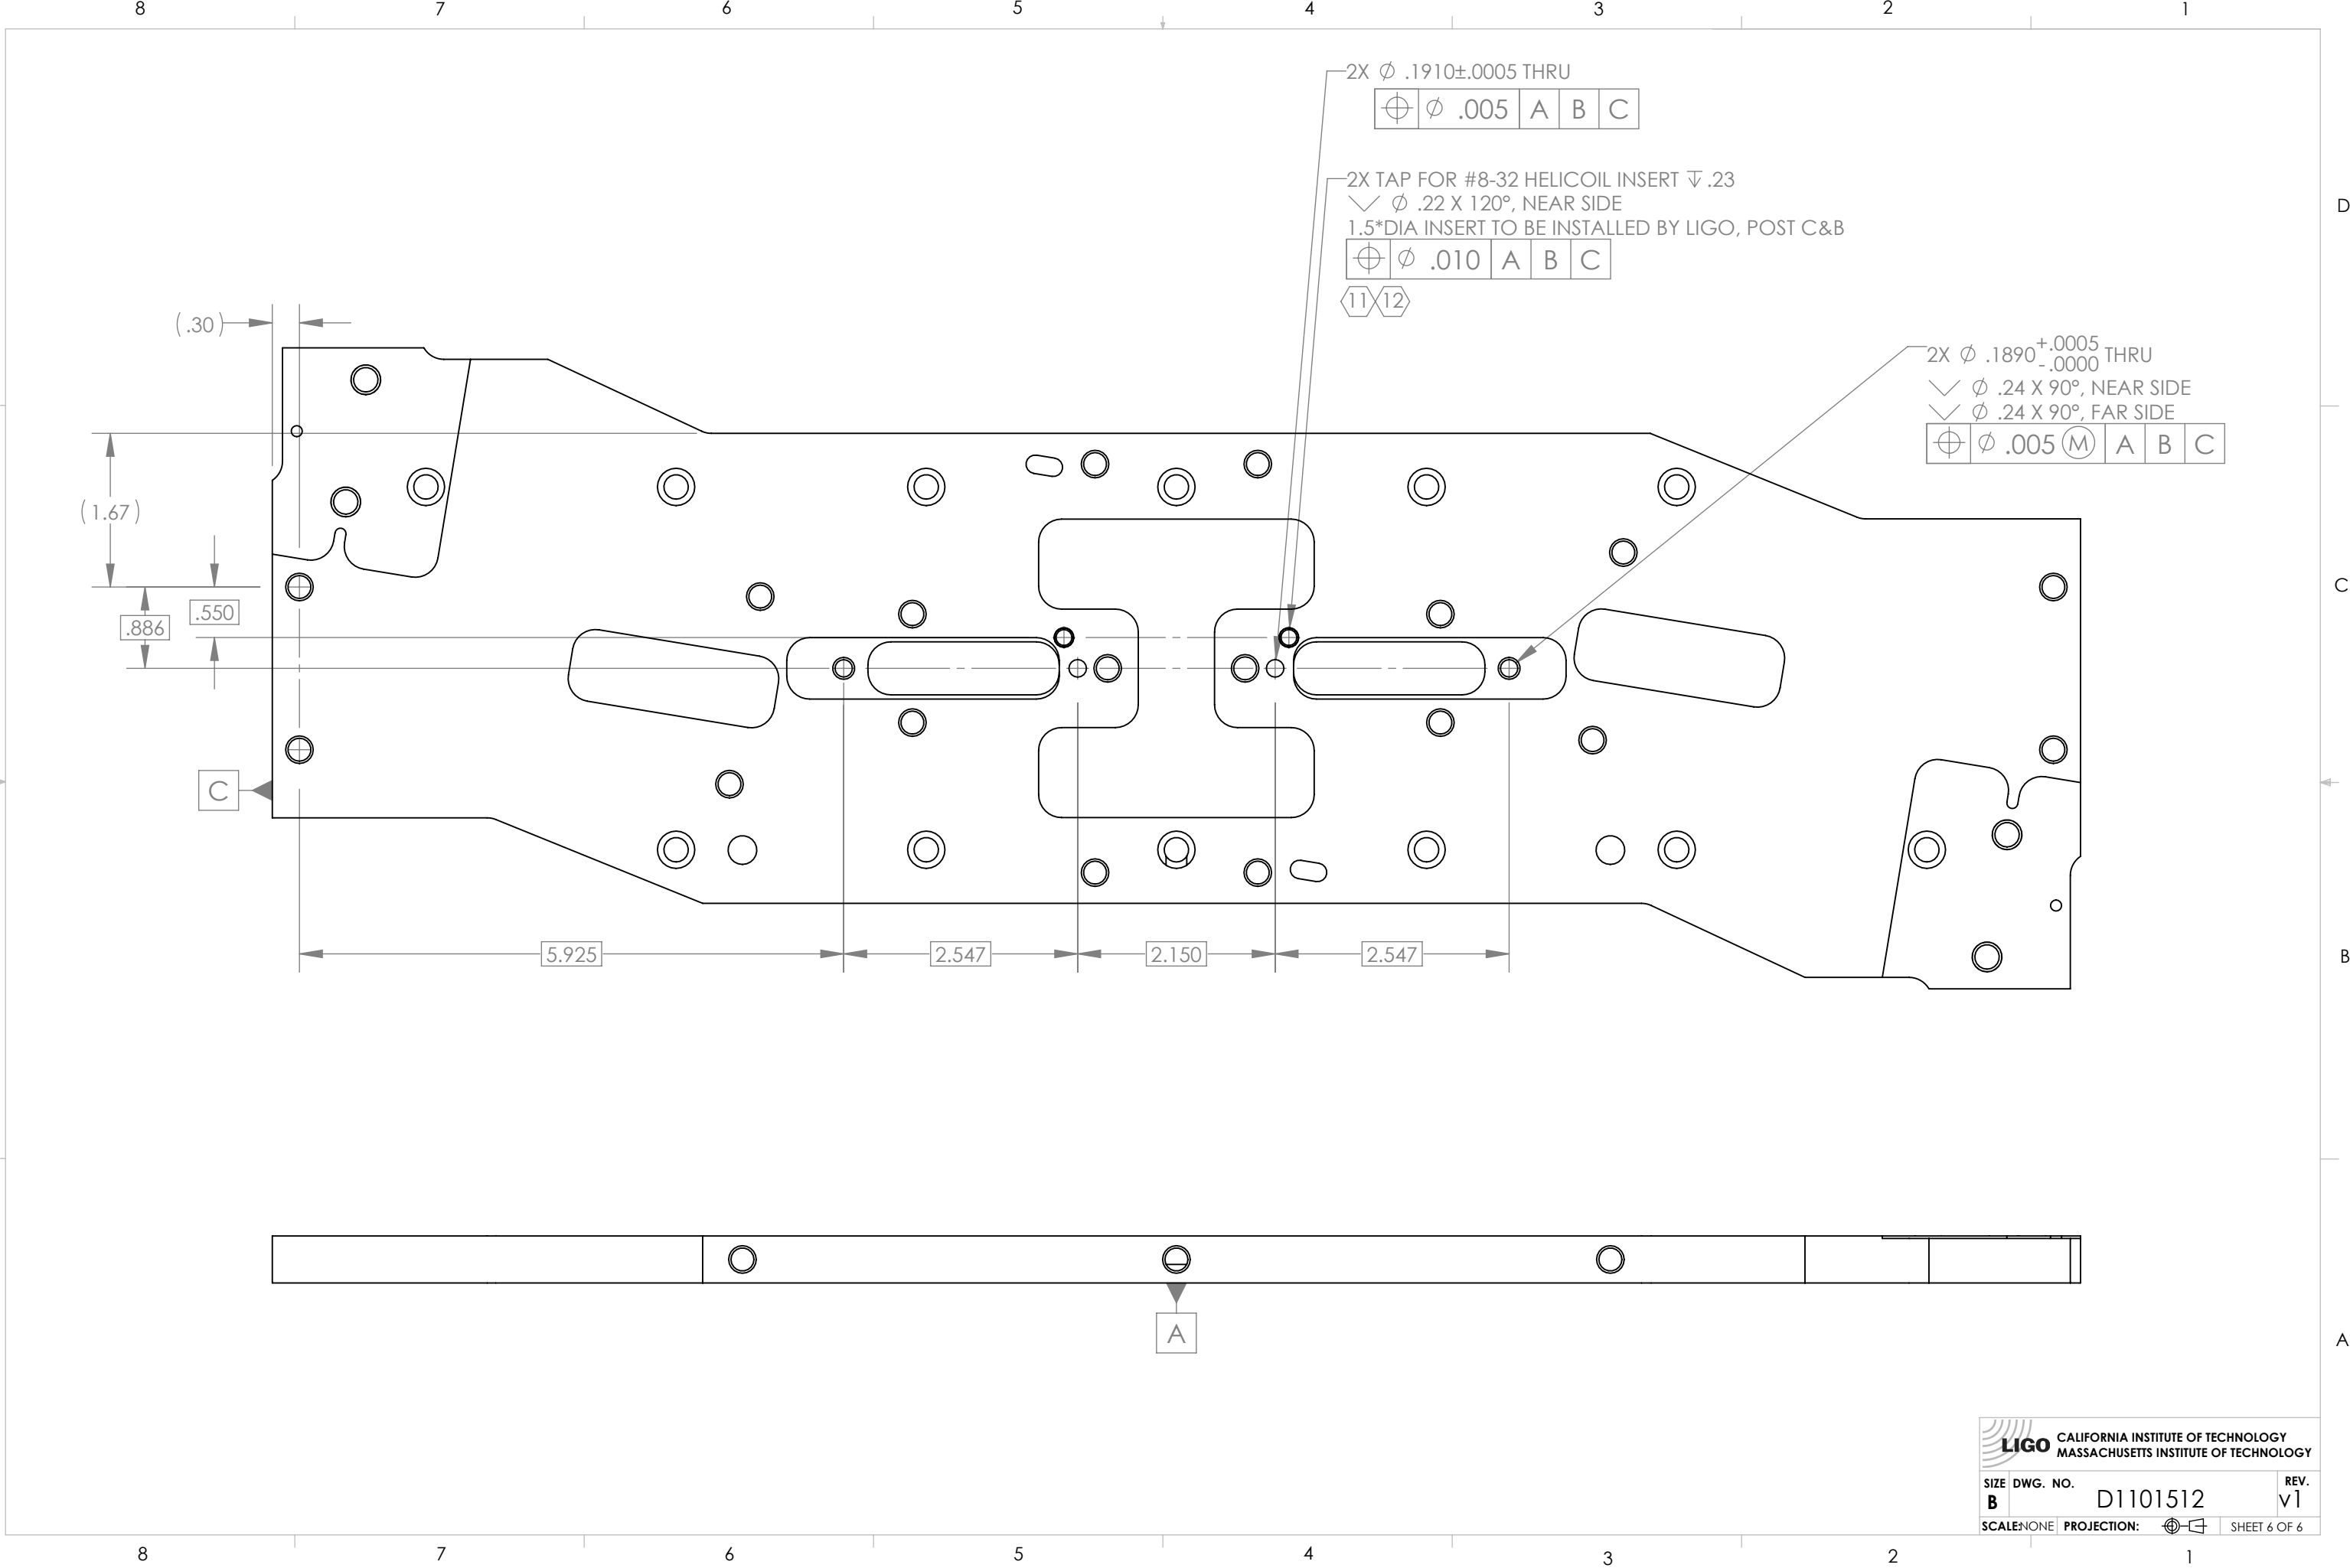 8 7 6 5 4 3 2 1
2X ⌀ .1910±.0005 THRU
⌖ ⌀ .005 A B C
2X TAP FOR #8-32 HELICOIL INSERT ↧ .23
⌵ ⌀ .22 X 120°, NEAR SIDE
1.5*DIA INSERT TO BE INSTALLED BY LIGO, POST C&B
⌖ ⌀ .010 A B C
11 12
D
(.30)
2X ⌀ .1890 +.0005 -.0000 THRU
⌵ ⌀ .24 X 90°, NEAR SIDE
⌵ ⌀ .24 X 90°, FAR SIDE
⌖ ⌀ .005 Ⓜ A B C
(1.67)
C
.550
.886
C
5.925 2.547 2.150 2.547
B
A
A
LIGO
CALIFORNIA INSTITUTE OF TECHNOLOGY
MASSACHUSETTS INSTITUTE OF TECHNOLOGY
SIZE DWG. NO. REV.
B D1101512 v1
SCALE:NONE PROJECTION: SHEET 6 OF 6
8 7 6 5 4 3 2 1